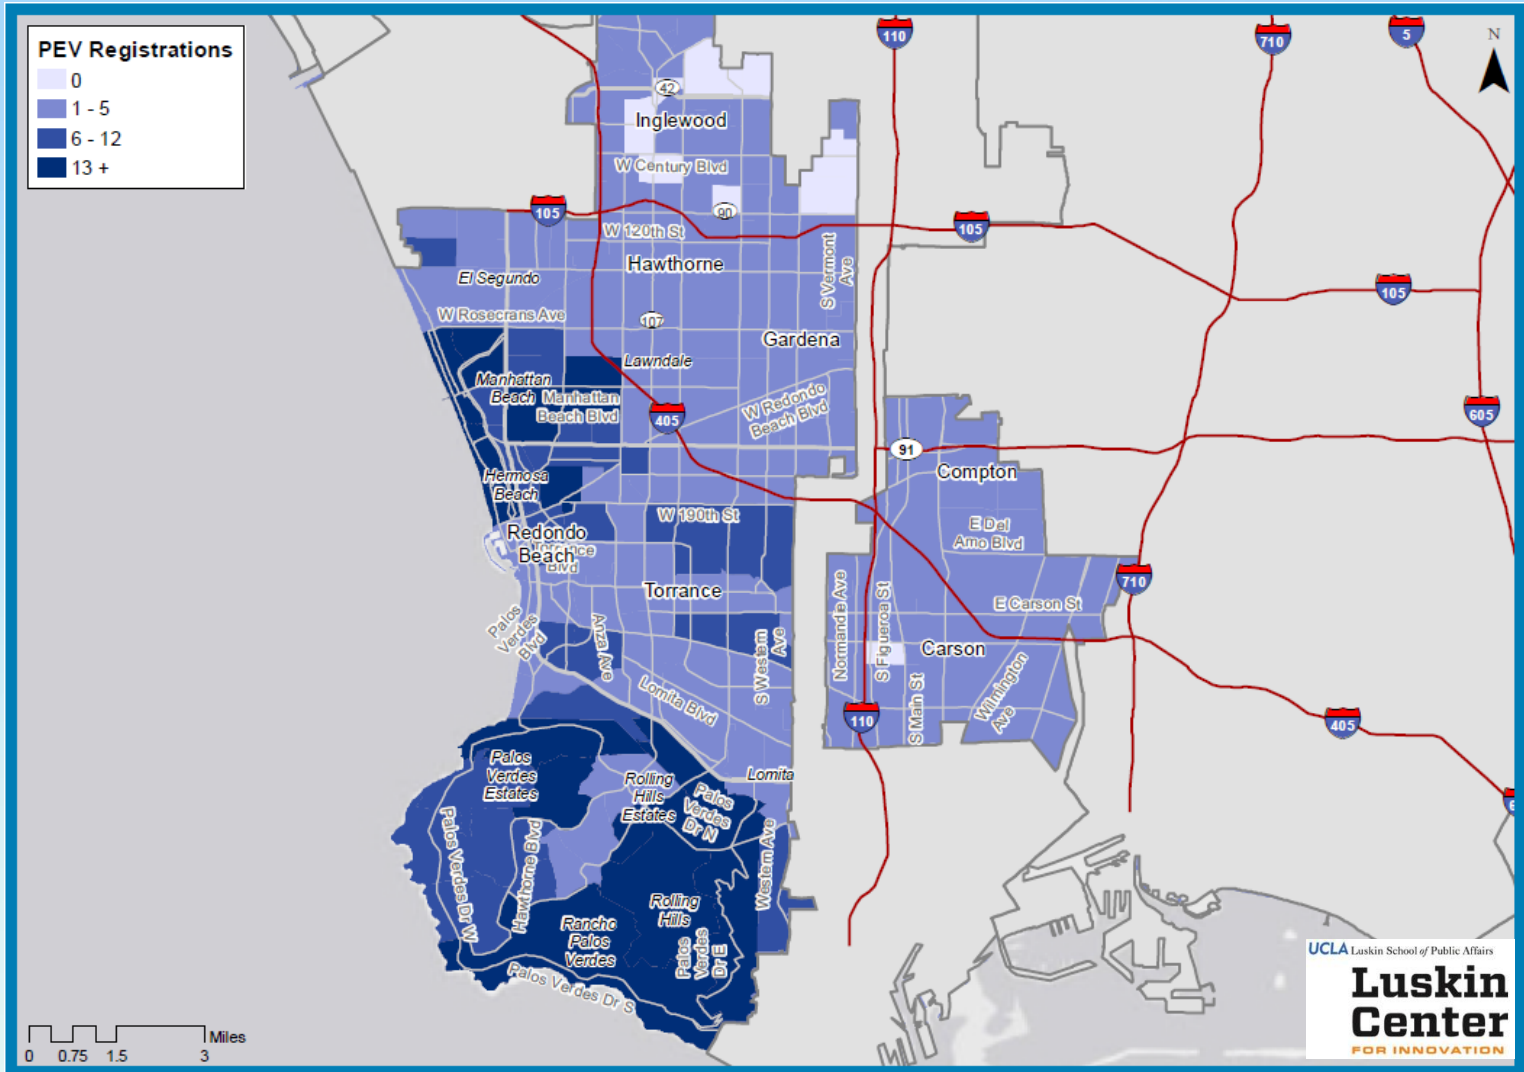 PEV Registrations
0
1 - 5
6 - 12
13 +
110
710
5
N
42
Inglewood
W Century Blvd
90
105
W 120th St
105
Hawthorne
S Vermont
Ave
El Segundo
105
W Rosecrans Ave
107
Gardena
Lawndale
Manhattan
Beach
Manhattan
Beach Blvd
W Redondo
Beach Blvd
405
605
91
Compton
Hermosa
Beach
W 190th St
E Del
Amo Blvd
Redondo
Beach
Blvd
Torrance
710
Normandie Ave
S Figueroa St
E Carson St
Palos
Verdes
Blvd
Anza Ave
S Western
Ave
Carson
Lomita Blvd
S Main St
Wilmington
Ave
110
405
Palos
Verdes
Estates
Rolling
Hills
Estates
Lomita
Palos
Verdes
Dr N
Palos Verdes Dr W
Hawthorne Blvd
Western Ave
Rolling
Hills
Rancho
Palos
Verdes
Palos
Verdes
Dr E
Palos Verdes Dr S
UCLA Luskin School of Public Affairs
Luskin
Center
FOR INNOVATION
Miles
0 0.75 1.5 3